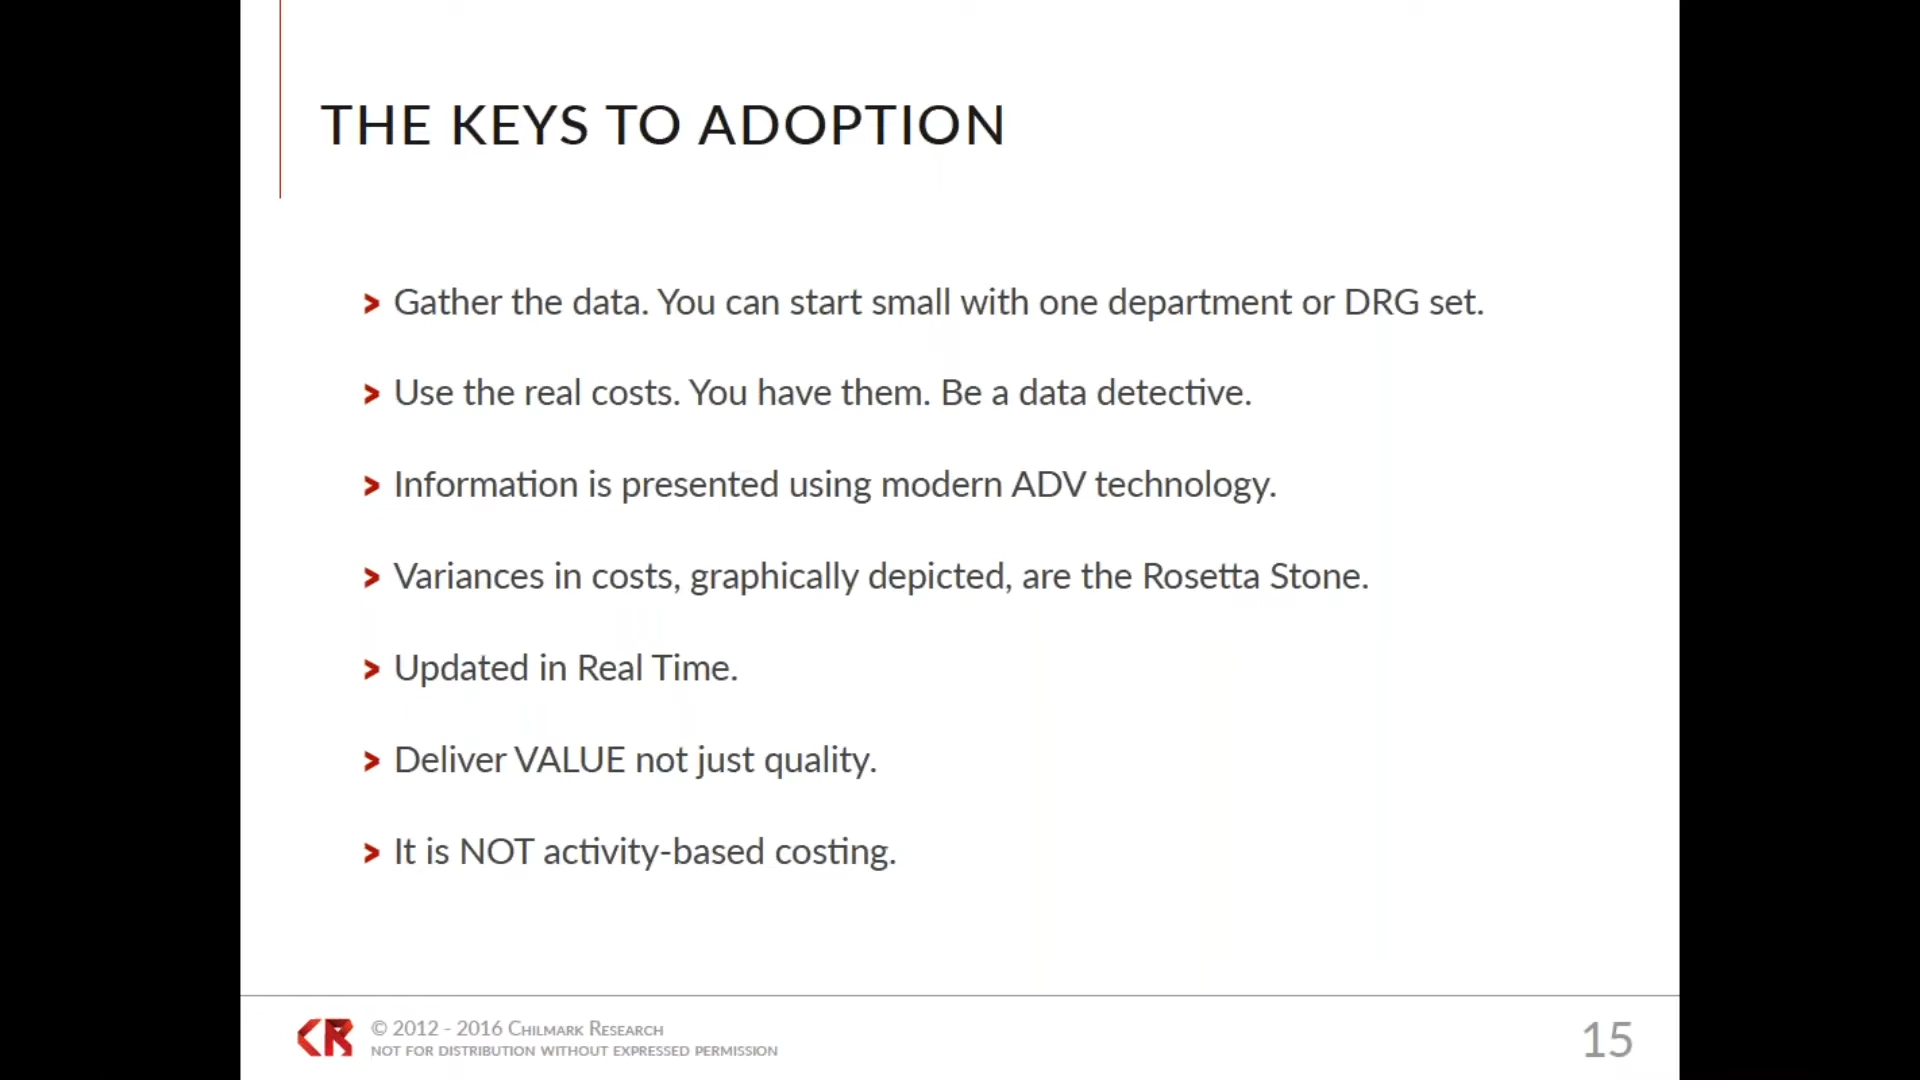 THE KEYS TO ADOPTION
> Gather the data. You can start small with one department or DRG set.
> Use the real costs. You have them. Be a data detective.
> Information is presented using modern ADV technology.
> Variances in costs, graphically depicted, are the Rosetta Stone.
> Updated in Real Time.
> Deliver VALUE not just quality.
> It is NOT activity-based costing.
CR © 2012 - 2016 Chilmark Research
NOT FOR DISTRIBUTION WITHOUT EXPRESSED PERMISSION
15